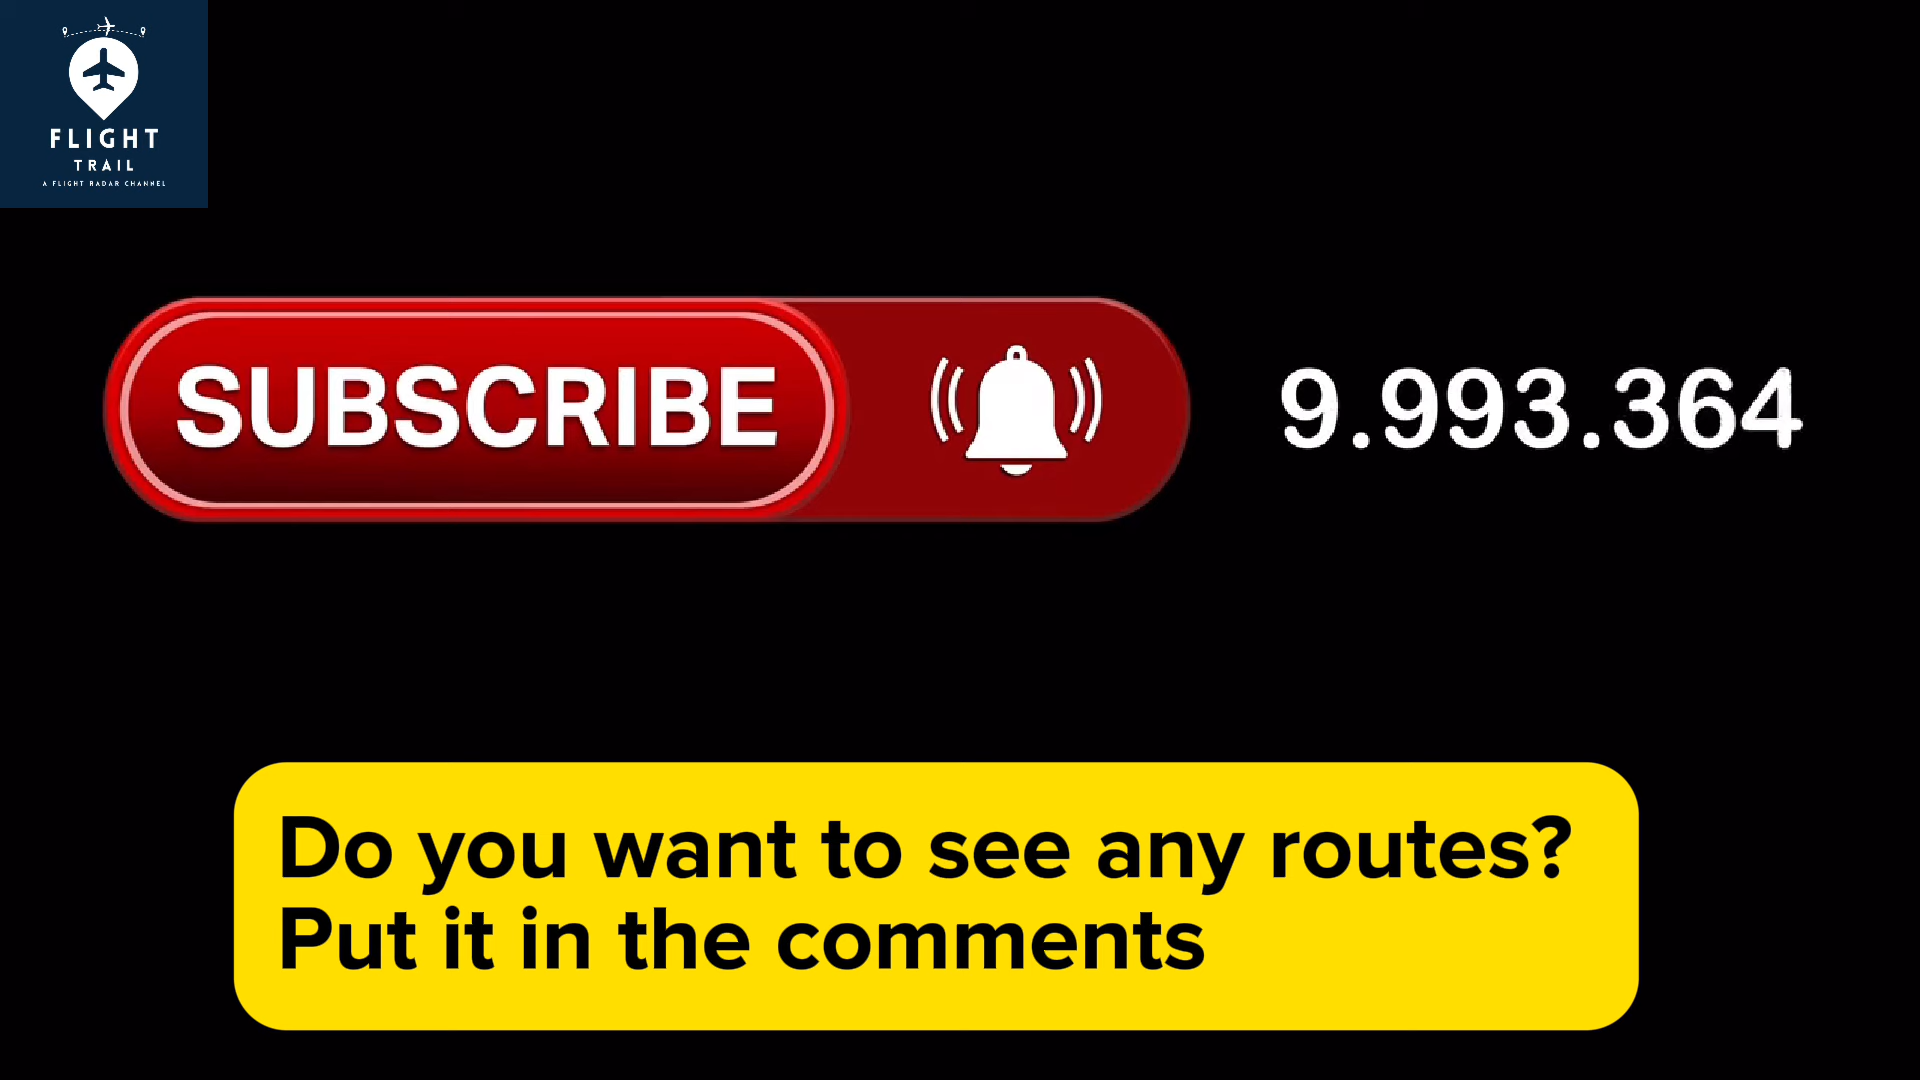 FLIGHT
TRAIL
A FLIGHT RADAR CHANNEL
SUBSCRIBE
9.993.364
Do you want to see any routes?
Put it in the comments